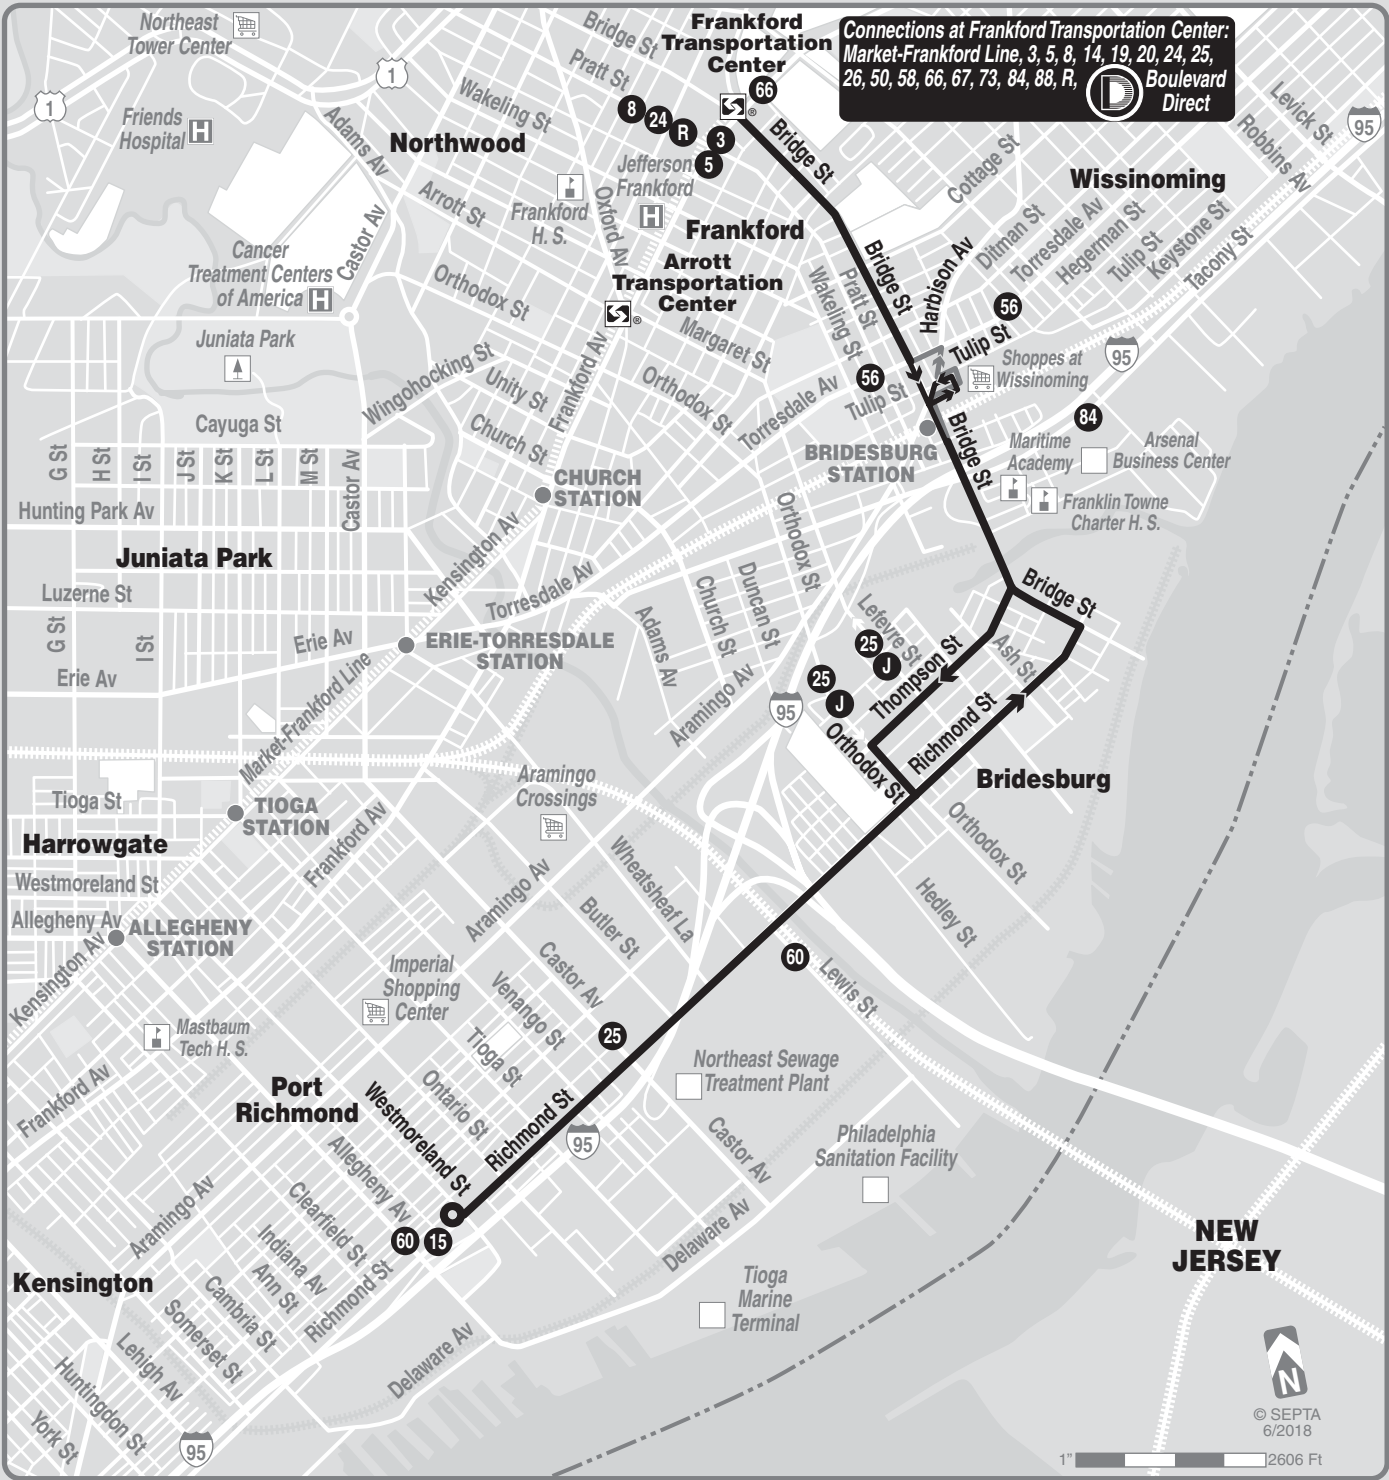 Northeast
Tower Center
1
1
Friends
Hospital
H
Adams Av
Castor Av
Northwood
Wakeling St
Bridge St
Pratt St
Frankford
Transportation
Center
66
8
24
R
3
5
Bridge St
Connections at Frankford Transportation Center:
Market-Frankford Line, 3, 5, 8, 14, 19, 20, 24, 25,
26, 50, 58, 66, 67, 73, 84, 88, R,
D
Boulevard
Direct
Levick St
Robbins Av
95
Cottage St
Wissinoming
Jefferson
Frankford
H
Frankford
H. S.
Oxford Av
Arrott St
Frankford
Arrott
Transportation
Center
Cancer
Treatment Centers
of America
H
Orthodox St
Bridge St
Harbison Av
Ditman St
Torresdale Av
Hegerman St
Tulip St
Keystone St
Tacony St
Pratt St
Wakeling St
56
Tulip St
95
Juniata Park
Margaret St
Wingohocking St
Unity St
Frankford Av
Orthodox St
Torresdale Av
56
Tulip St
Shoppes at
Wissinoming
84
Cayuga St
Church St
BRIDESBURG
STATION
Bridge St
Maritime
Academy
Arsenal
Business Center
Franklin Towne
Charter H. S.
G St
H St
I St
J St
K St
L St
M St
Castor Av
CHURCH
STATION
Hunting Park Av
Juniata Park
Kensington Av
Orthodox St
Luzerne St
Torresdale Av
Church St
Duncan St
Bridge St
G St
I St
Erie Av
ERIE-TORRESDALE
STATION
Adams Av
Lefevre St
25
J
Thompson St
Ash St
Erie Av
25
J
Market-Frankford Line
Aramingo Av
95
Orthodox St
Richmond St
Bridesburg
Aramingo
Crossings
Tioga St
TIOGA
STATION
Frankford Av
Harrowgate
Wheatsheaf La
Orthodox St
Westmoreland St
Allegheny Av
ALLEGHENY
STATION
Aramingo Av
Butler St
Hedley St
Kensington Av
Imperial
Shopping
Center
Castor Av
Venango St
60
Lewis St
Mastbaum
Tech H. S.
Tioga St
25
Northeast Sewage
Treatment Plant
Frankford Av
Port
Richmond
Westmoreland St
Ontario St
Richmond St
95
Castor Av
Philadelphia
Sanitation Facility
Allegheny Av
Aramingo Av
Clearfield St
60
15
Delaware Av
Indiana Av
Ann St
Richmond St
Kensington
Cambria St
Somerset St
Tioga
Marine
Terminal
NEW
JERSEY
Lehigh Av
Delaware Av
Huntingdon St
York St
95
N
© SEPTA
6/2018
1"
2606 Ft